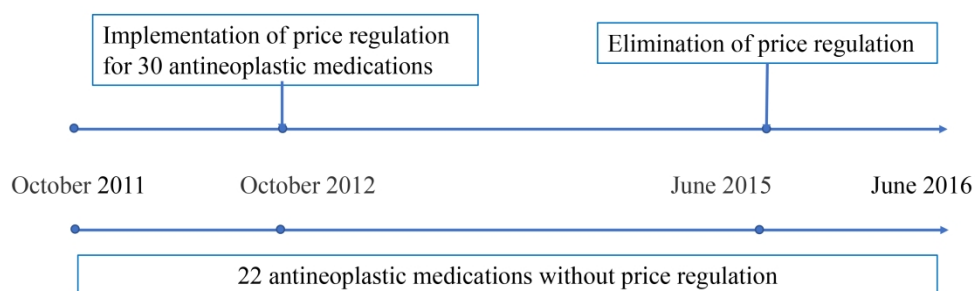 Implementation of price regulation
for 30 antineoplastic medications
Elimination of price regulation
October 2011
October 2012
June 2015
June 2016
22 antineoplastic medications without price regulation